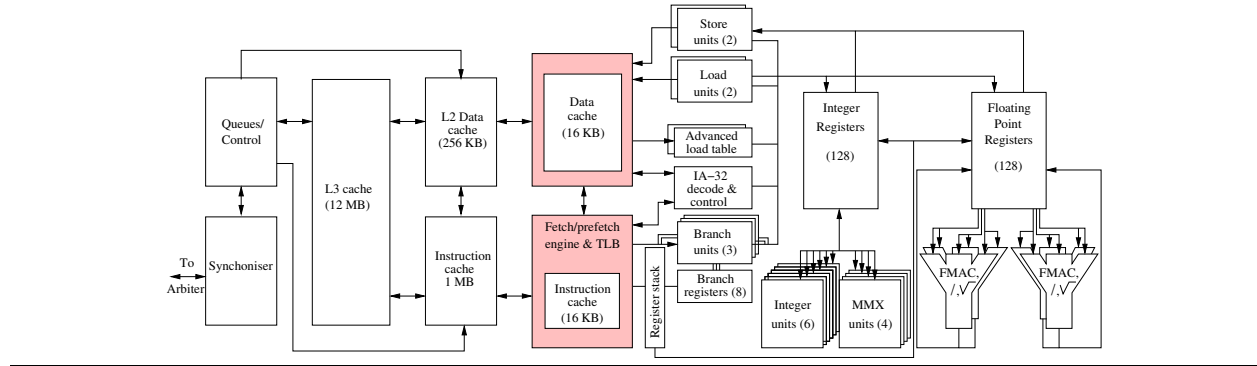 Store
units (2)
Load
units (2)
Advanced
load table
IA−32
decode &
control
Branch
units (3)
Branch
registers (8)
Register stack
Queues/
Control
Synchoniser
To
Arbiter
L3 cache
(12 MB)
L2 Data
cache
(256 KB)
Instruction
cache
1 MB
Data
cache
(16 KB)
Fetch/prefetch
engine & TLB
Instruction
cache
(16 KB)
Integer
Registers
(128)
Floating
Point
Registers
(128)
Integer
units (6)
MMX
units (4)
FMAC,
/,√
FMAC,
/,√